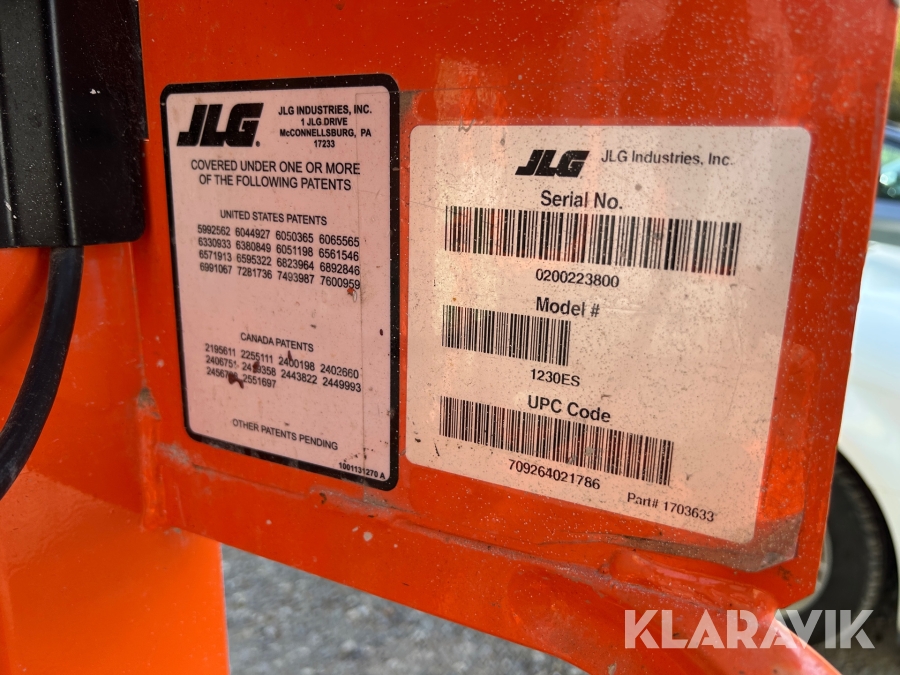 JLG
JLG INDUSTRIES, INC.
1 JLG DRIVE
McCONNELLSBURG, PA
17233
COVERED UNDER ONE OR MORE
OF THE FOLLOWING PATENTS
UNITED STATES PATENTS
5992562 6044927 6050365 6065565
6330933 6380849 6051198 6561546
6571913 6595322 6823964 6892846
6991067 7281736 7493987 7600959
CANADA PATENTS
2195611 2255111 2400198 2402660
2406751 2443822 2449993
2551697
OTHER PATENTS PENDING
1001131270 A
JLG JLG Industries, Inc.
Serial No.
0200223800
Model #
1230ES
UPC Code
709264021786
Part# 1703633
KLARAVIK